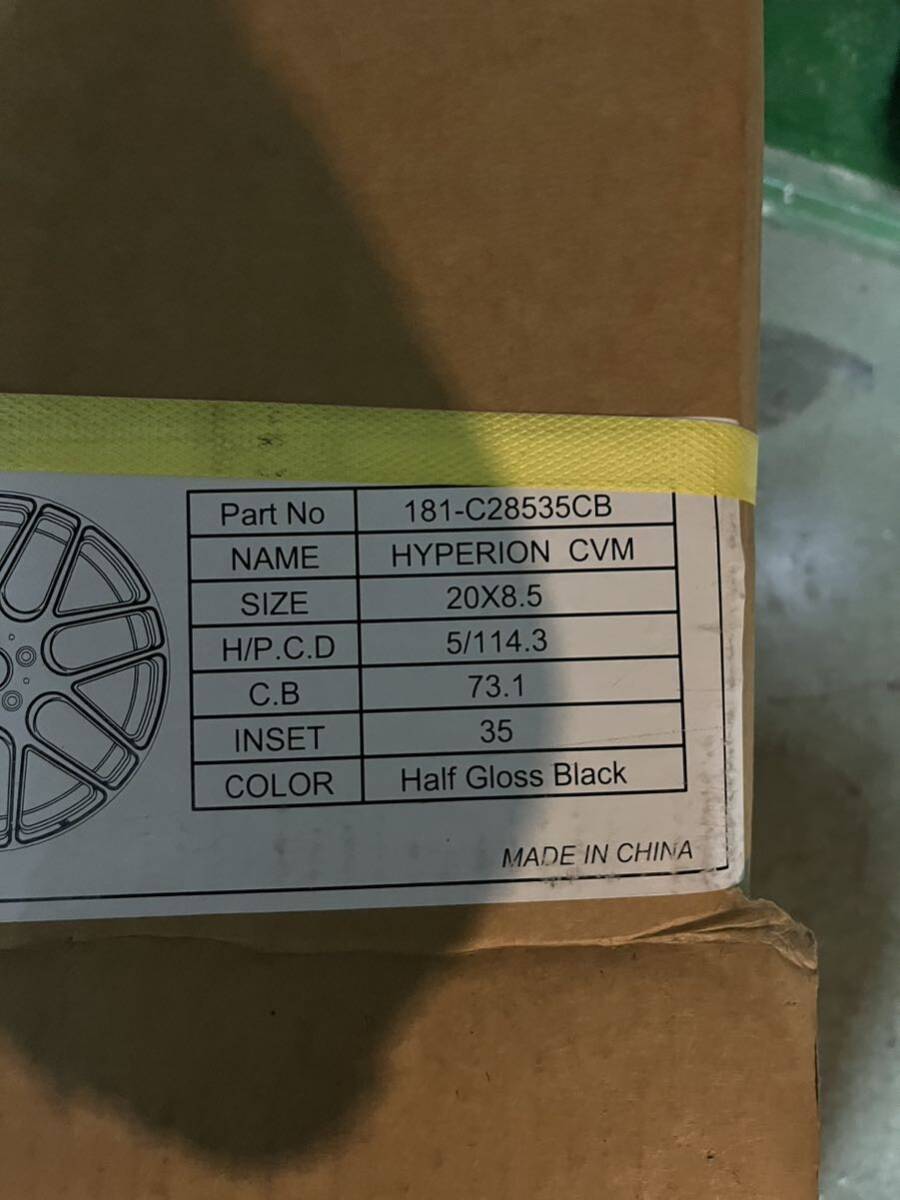 Part No 181-C28535CB
NAME HYPERION CVM
SIZE 20X8.5
H/P.C.D 5/114.3
C.B 73.1
INSET 35
COLOR Half Gloss Black
MADE IN CHINA